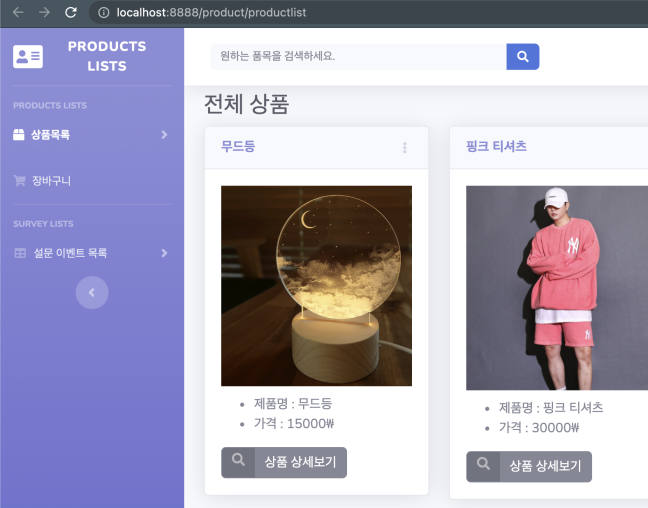 localhost:8888/product/productlist
PRODUCTS
LISTS
원하는 품목을 검색하세요.
전체 상품
PRODUCTS LISTS
상품목록
장바구니
SURVEY LISTS
설문 이벤트 목록
무드등
제품명 : 무드등
가격 : 15000₩
상품 상세보기
핑크 티셔츠
NY
제품명 : 핑크 티셔츠
가격 : 30000₩
상품 상세보기